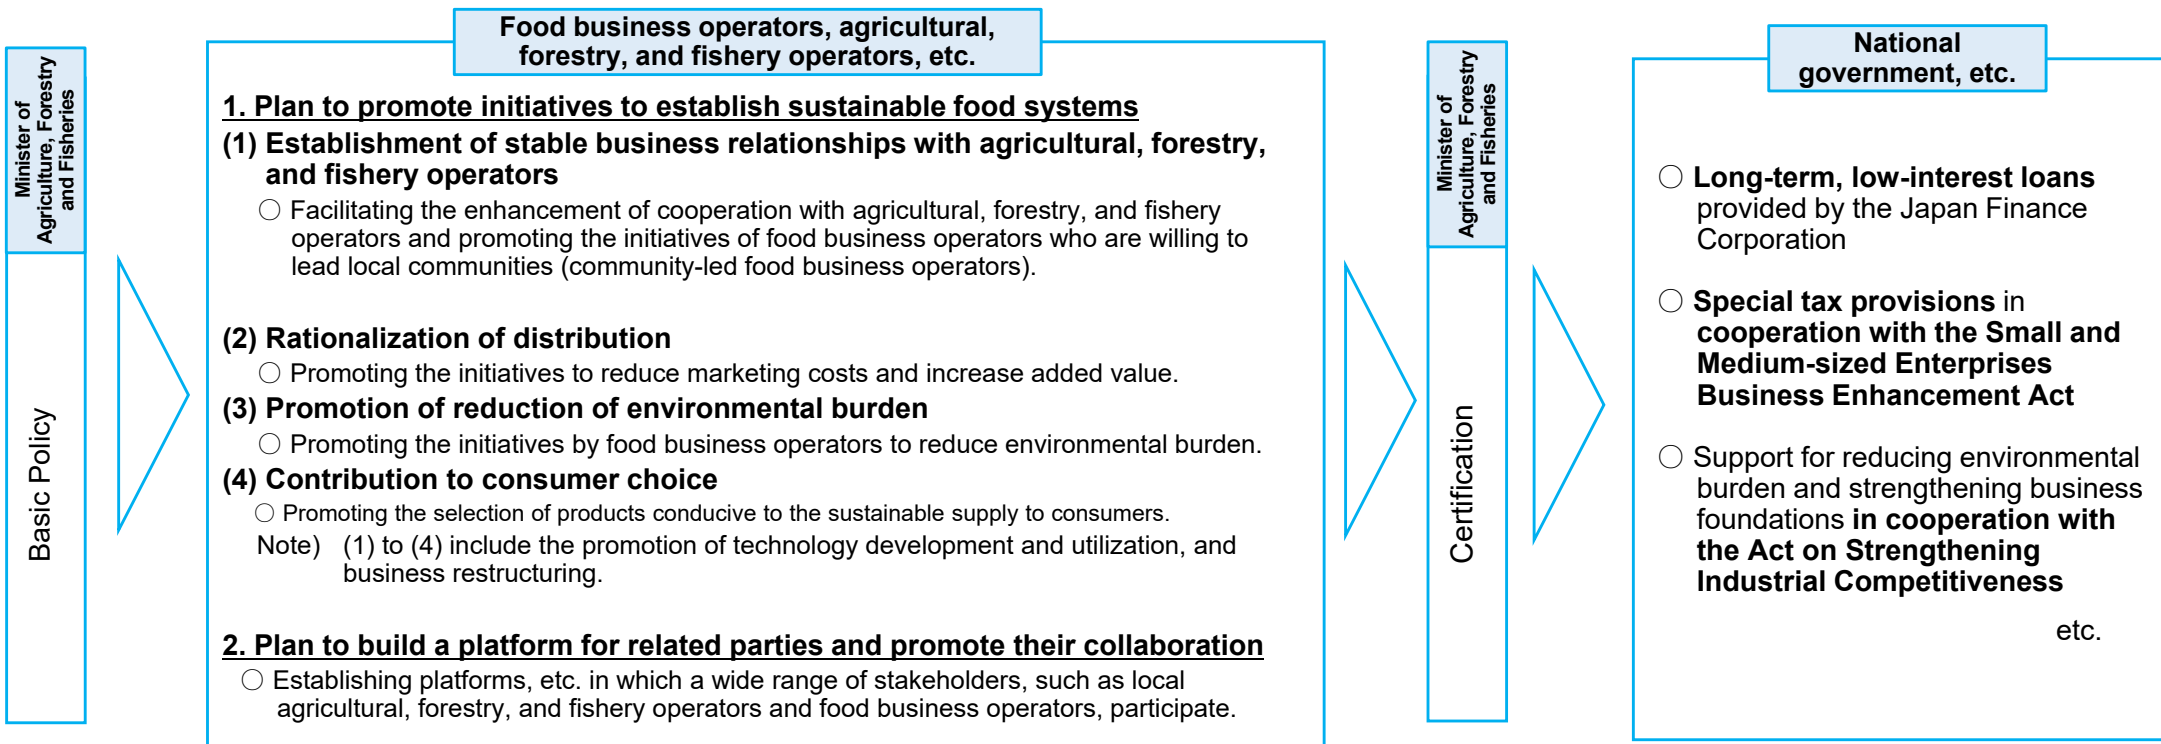 Minister of
Agriculture, Forestry
and Fisheries
Basic Policy
Food business operators, agricultural,
forestry, and fishery operators, etc.
1. Plan to promote initiatives to establish sustainable food systems
(1) Establishment of stable business relationships with agricultural, forestry,
and fishery operators
○ Facilitating the enhancement of cooperation with agricultural, forestry, and fishery
operators and promoting the initiatives of food business operators who are willing to
lead local communities (community-led food business operators).
(2) Rationalization of distribution
○ Promoting the initiatives to reduce marketing costs and increase added value.
(3) Promotion of reduction of environmental burden
○ Promoting the initiatives by food business operators to reduce environmental burden.
(4) Contribution to consumer choice
○ Promoting the selection of products conducive to the sustainable supply to consumers.
Note) (1) to (4) include the promotion of technology development and utilization, and
business restructuring.
2. Plan to build a platform for related parties and promote their collaboration
○ Establishing platforms, etc. in which a wide range of stakeholders, such as local
agricultural, forestry, and fishery operators and food business operators, participate.
Minister of
Agriculture, Forestry
and Fisheries
Certification
National
government, etc.
○ Long-term, low-interest loans
provided by the Japan Finance
Corporation
○ Special tax provisions in
cooperation with the Small and
Medium-sized Enterprises
Business Enhancement Act
○ Support for reducing environmental
burden and strengthening business
foundations in cooperation with
the Act on Strengthening
Industrial Competitiveness
etc.